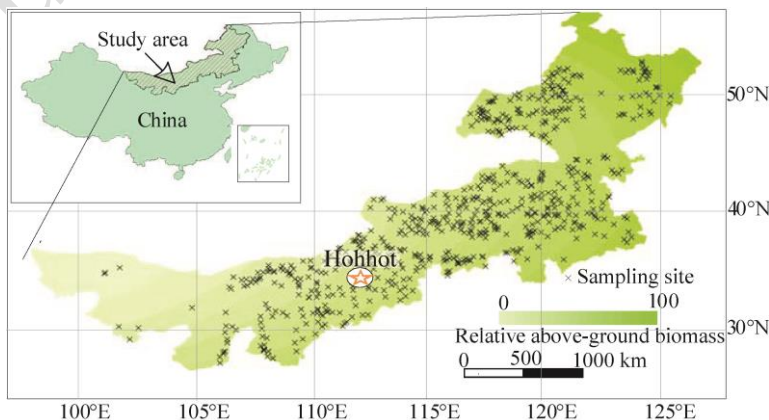 Study area
China
50°N
40°N
Hohhot
× Sampling site
0 100
30°N
Relative above-ground biomass
0 500 1000 km
100°E 105°E 110°E 115°E 120°E 125°E